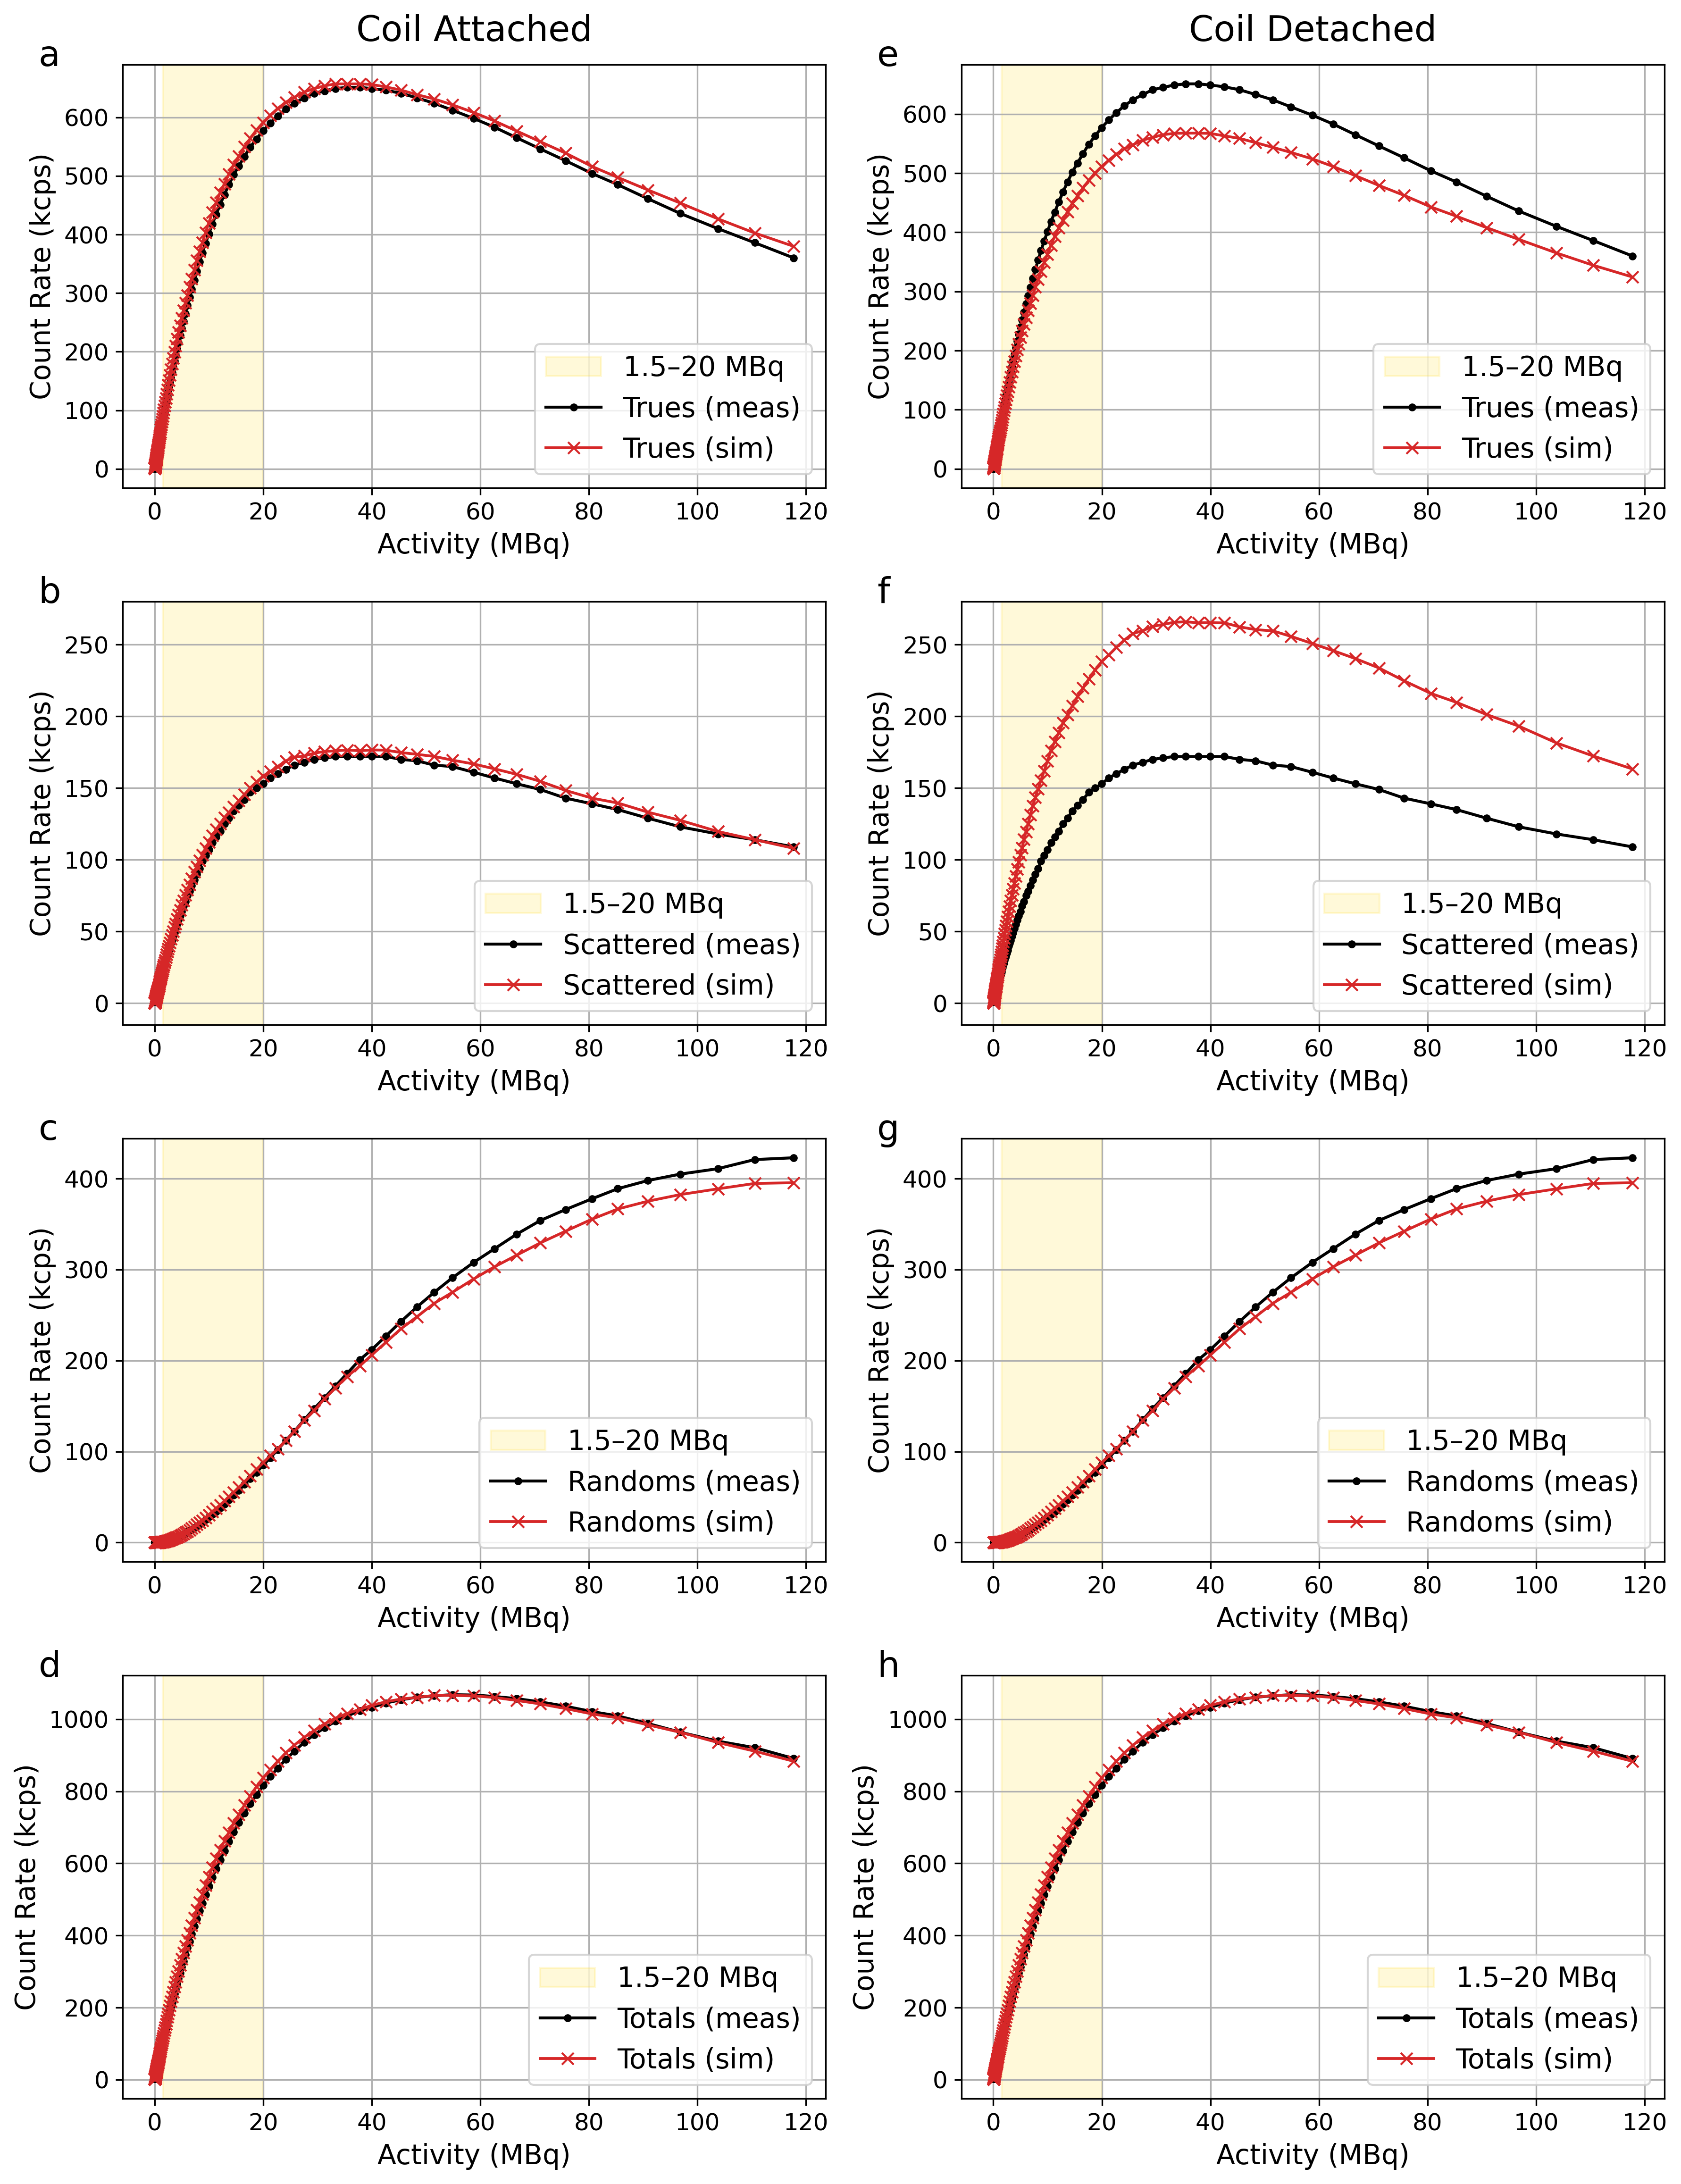 Coil Attached
a
600
500
400
300
200
100
0
Count Rate (kcps)
1.5–20 MBq
Trues (meas)
Trues (sim)
0 20 40 60 80 100 120
Activity (MBq)
Coil Detached
e
600
500
400
300
200
100
0
Count Rate (kcps)
1.5–20 MBq
Trues (meas)
Trues (sim)
0 20 40 60 80 100 120
Activity (MBq)
b
250
200
150
100
50
0
Count Rate (kcps)
1.5–20 MBq
Scattered (meas)
Scattered (sim)
0 20 40 60 80 100 120
Activity (MBq)
f
250
200
150
100
50
0
Count Rate (kcps)
1.5–20 MBq
Scattered (meas)
Scattered (sim)
0 20 40 60 80 100 120
Activity (MBq)
c
400
300
200
100
0
Count Rate (kcps)
1.5–20 MBq
Randoms (meas)
Randoms (sim)
0 20 40 60 80 100 120
Activity (MBq)
g
400
300
200
100
0
Count Rate (kcps)
1.5–20 MBq
Randoms (meas)
Randoms (sim)
0 20 40 60 80 100 120
Activity (MBq)
d
1000
800
600
400
200
0
Count Rate (kcps)
1.5–20 MBq
Totals (meas)
Totals (sim)
0 20 40 60 80 100 120
Activity (MBq)
h
1000
800
600
400
200
0
Count Rate (kcps)
1.5–20 MBq
Totals (meas)
Totals (sim)
0 20 40 60 80 100 120
Activity (MBq)